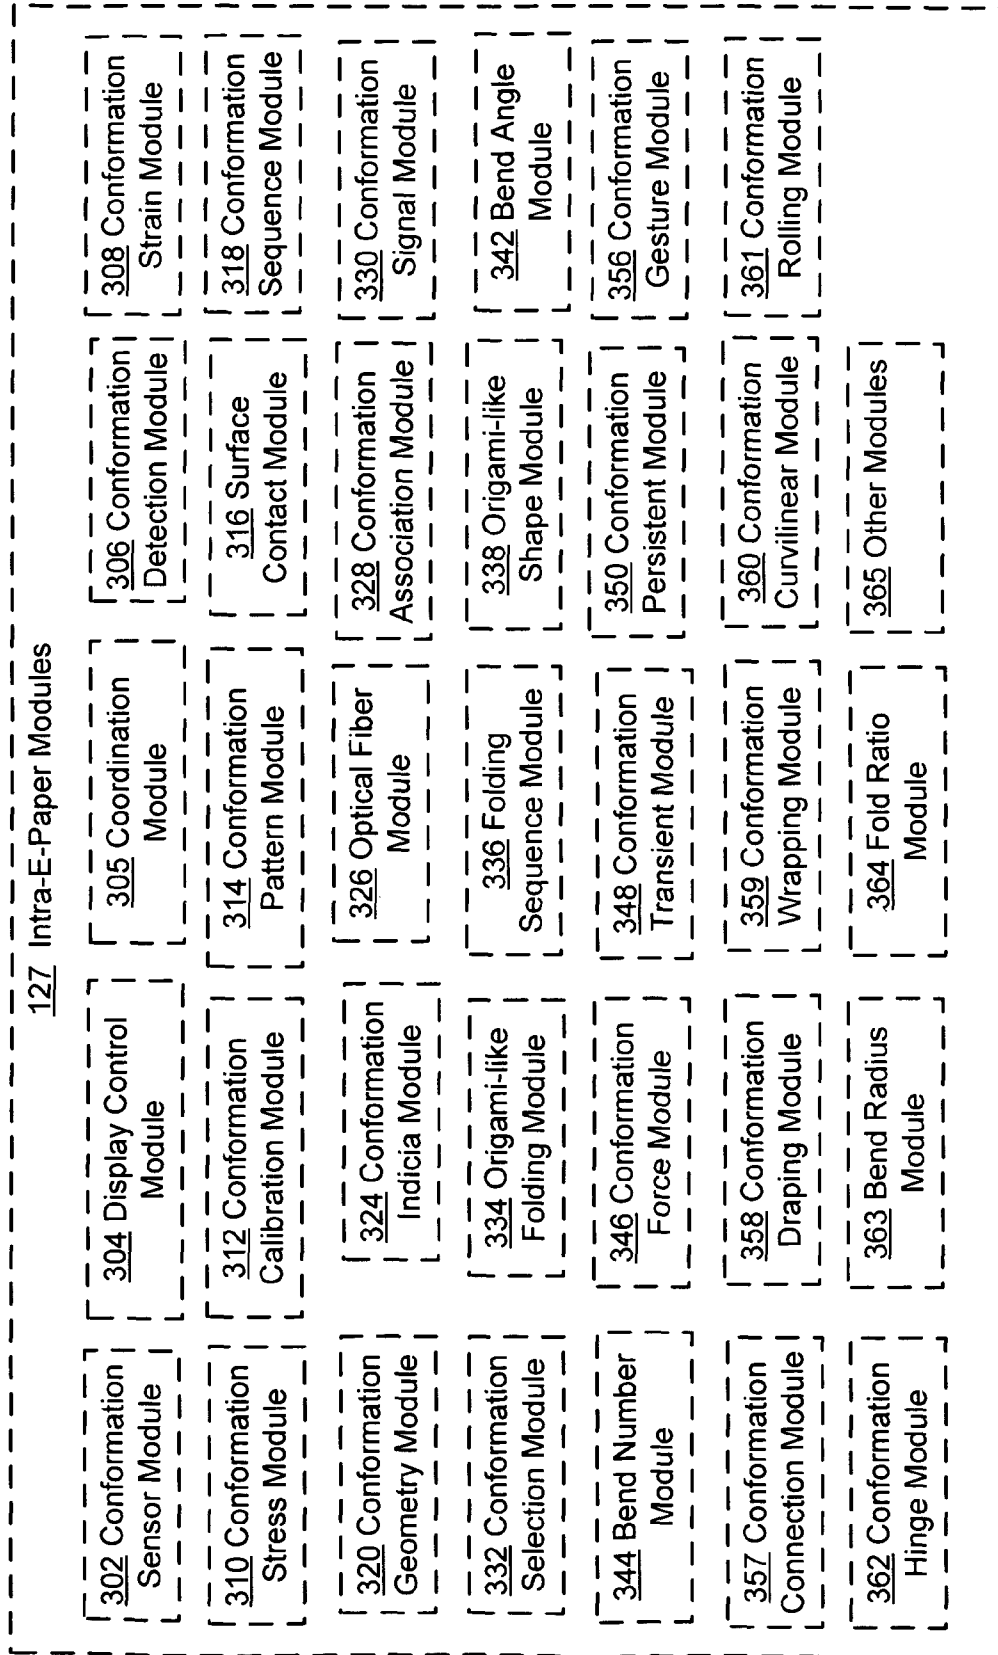 127 Intra-E-Paper Modules
302 Conformation
Sensor Module
304 Display Control
Module
305 Coordination
Module
306 Conformation
Detection Module
308 Conformation
Strain Module
310 Conformation
Stress Module
312 Conformation
Calibration Module
314 Conformation
Pattern Module
316 Surface
Contact Module
318 Conformation
Sequence Module
320 Conformation
Geometry Module
324 Conformation
Indicia Module
326 Optical Fiber
Module
328 Conformation
Association Module
330 Conformation
Signal Module
332 Conformation
Selection Module
334 Origami-like
Folding Module
336 Folding
Sequence Module
338 Origami-like
Shape Module
342 Bend Angle
Module
344 Bend Number
Module
346 Conformation
Force Module
348 Conformation
Transient Module
350 Conformation
Persistent Module
356 Conformation
Gesture Module
357 Conformation
Connection Module
358 Conformation
Draping Module
359 Conformation
Wrapping Module
360 Conformation
Curvilinear Module
361 Conformation
Rolling Module
362 Conformation
Hinge Module
363 Bend Radius
Module
364 Fold Ratio
Module
365 Other Modules